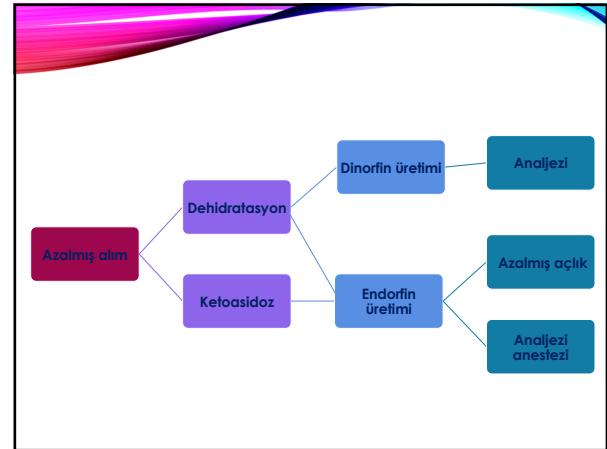 Azalmış alım
Dehidratasyon
Ketoasidoz
Dinorfin üretimi
Endorfin
üretimi
Analjezi
Azalmış açlık
Analjezi
anestezi